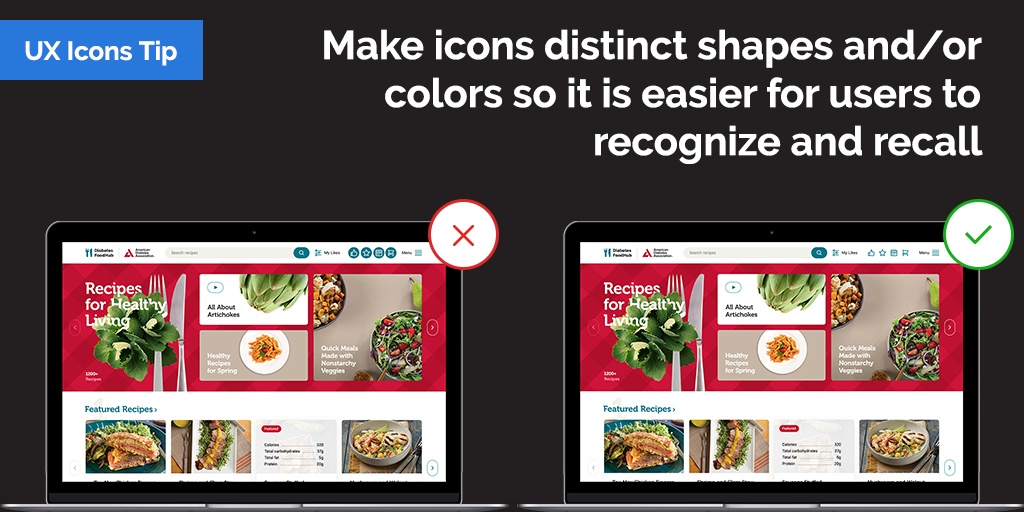 UX Icons Tip
Make icons distinct shapes and/or
colors so it is easier for users to
recognize and recall
Diabetes
FoodHub
American
Diabetes
Association.
Search recipes
My Likes
Menu
Recipes
for Healthy
Living
1200+
Recipes
All About
Artichokes
Healthy
Recipes
for Spring
Quick Meals
Made with
Nonstarchy
Veggies
Featured Recipes ›
Featured
Calories 320
Total carbohydrates 37g
Total fat 5g
Protein 20g
Diabetes
FoodHub
American
Diabetes
Association.
Search recipes
My Likes
Menu
Recipes
for Healthy
Living
1200+
Recipes
All About
Artichokes
Healthy
Recipes
for Spring
Quick Meals
Made with
Nonstarchy
Veggies
Featured Recipes ›
Featured
Calories 320
Total carbohydrates 37g
Total fat 5g
Protein 20g